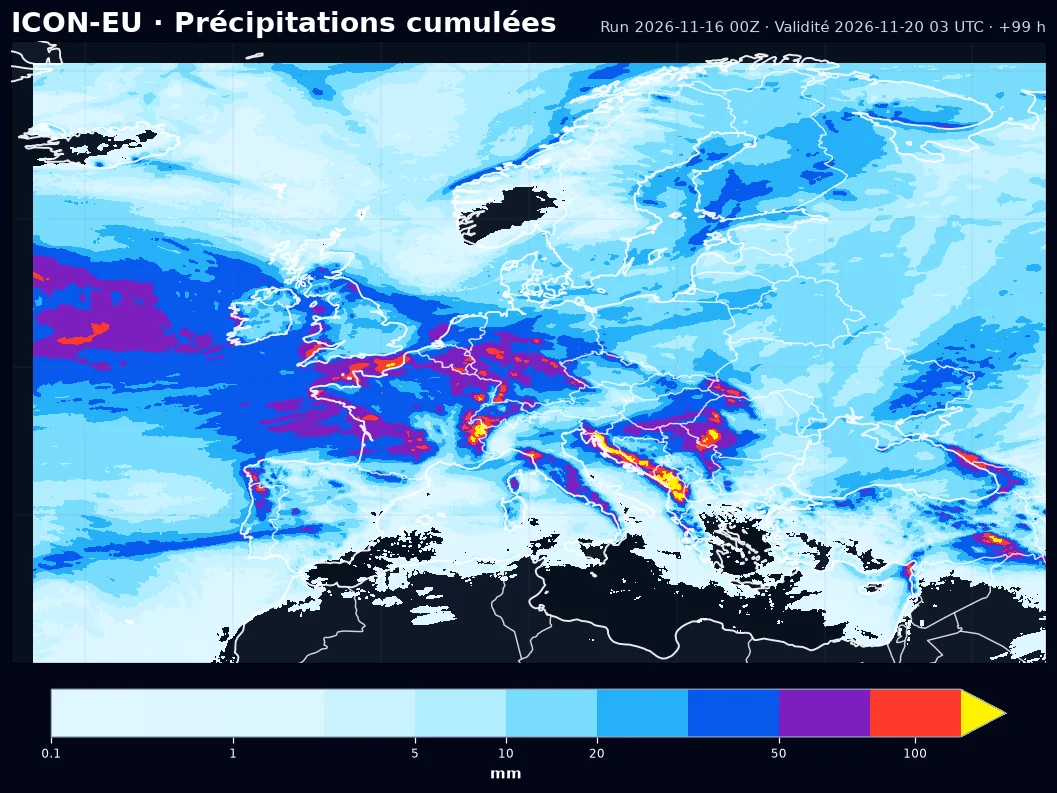 ICON-EU · Précipitations cumulées
Run 2026-11-16 00Z · Validité 2026-11-20 03 UTC · +99 h
0.1 1 5 10 20 50 100
mm